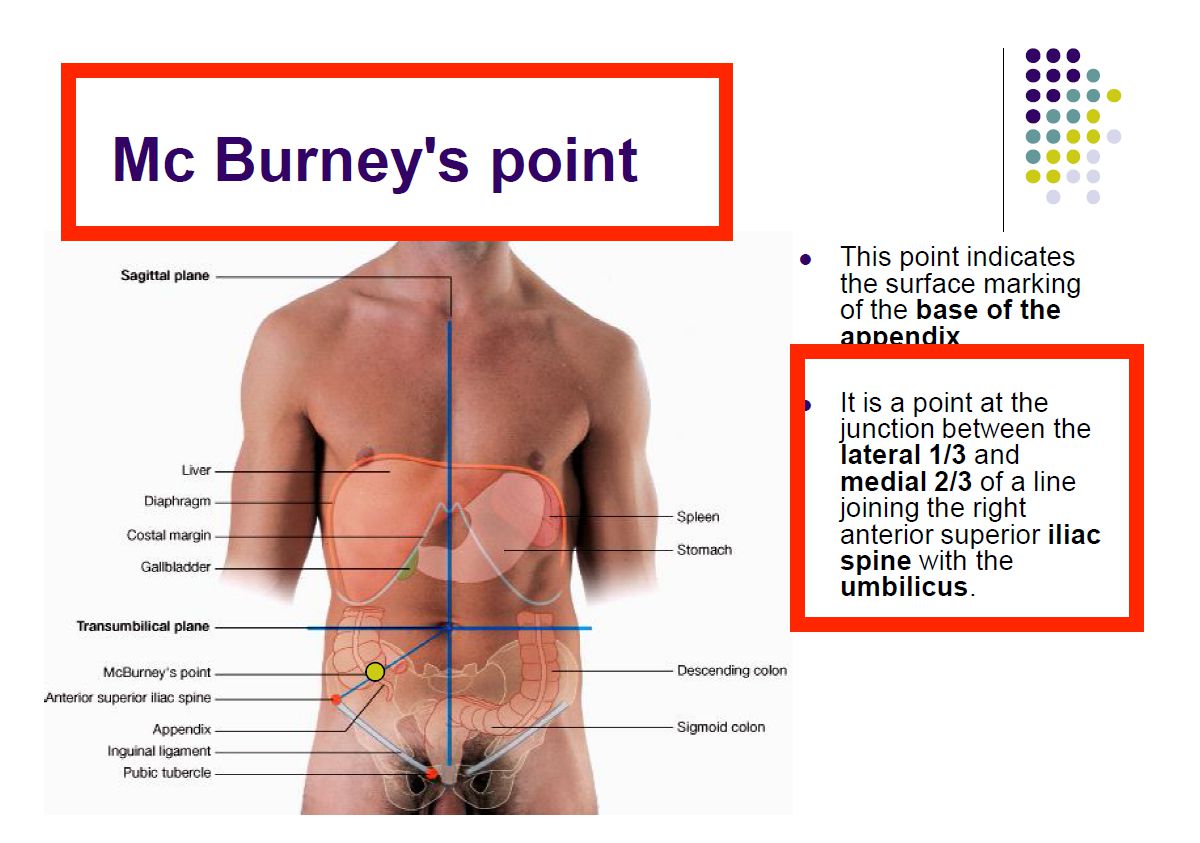 Mc Burney's point
Sagittal plane
Liver
Diaphragm
Costal margin
Gallbladder
Transumbilical plane
McBurney's point
Anterior superior iliac spine
Appendix
Inguinal ligament
Pubic tubercle
Spleen
Stomach
Descending colon
Sigmoid colon
This point indicates
the surface marking
of the base of the
appendix
It is a point at the
junction between the
lateral 1/3 and
medial 2/3 of a line
joining the right
anterior superior iliac
spine with the
umbilicus.